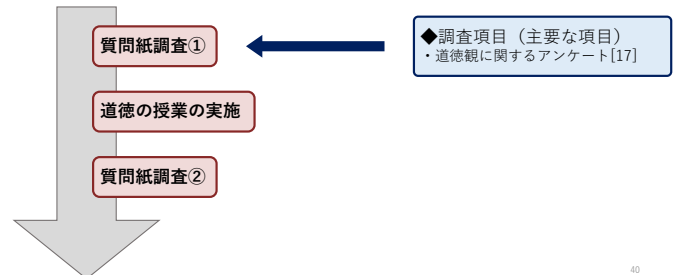 質問紙調査①
◆調査項目（主要な項目）
・道徳観に関するアンケート[17]
道徳の授業の実施
質問紙調査②
40